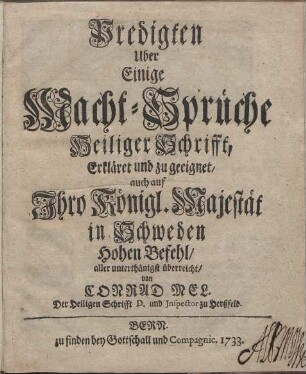 Predigten
Uber
Einige
Macht-Sprüche
Heiliger Schrifft,
Erkläret und zu geeignet,
auch auf
Ihro Königl. Majestät
in Schweden
Hohen Befehl/
aller unterthänigst überreicht/
von
CONRAD MEL.
Der Heiligen Schrifft D. und Inspector zu Herßfeld.
BERN.
zu finden bey Gottschall und Compagnie, 1733.